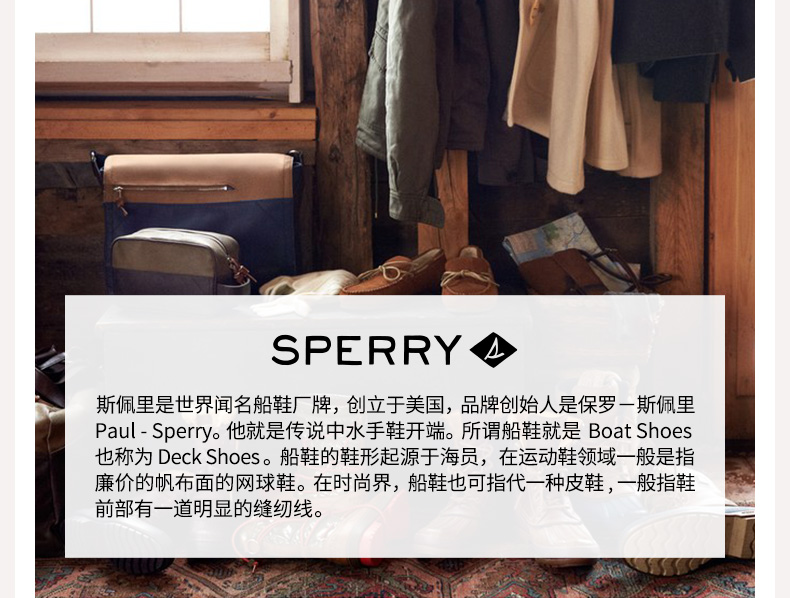 SPERRY
斯佩里是世界闻名船鞋厂牌，创立于美国，品牌创始人是保罗－斯佩里
Paul - Sperry。他就是传说中水手鞋开端。所谓船鞋就是 Boat Shoes
也称为 Deck Shoes。船鞋的鞋形起源于海员，在运动鞋领域一般是指
廉价的帆布面的网球鞋。在时尚界，船鞋也可指代一种皮鞋，一般指鞋
前部有一道明显的缝纫线。